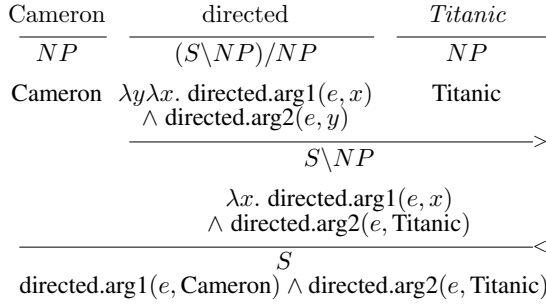 Cameron directed Titanic
NP (S\NP)/NP NP
Cameron λyλx. directed.arg1(e, x) Titanic
∧ directed.arg2(e, y)
>
S\NP
λx. directed.arg1(e, x)
∧ directed.arg2(e, Titanic)
<
S
directed.arg1(e, Cameron) ∧ directed.arg2(e, Titanic)